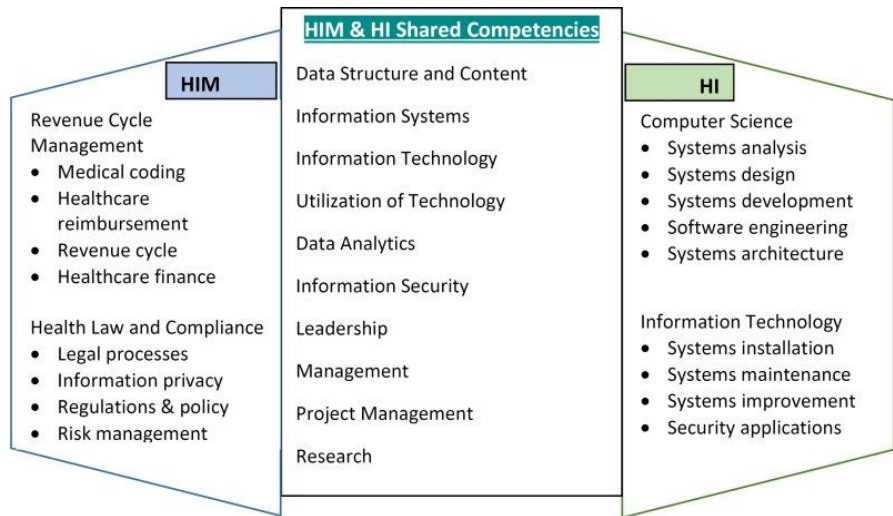 HIM & HI Shared Competencies
HIM
Revenue Cycle
Management
• Medical coding
• Healthcare
reimbursement
• Revenue cycle
• Healthcare finance
Health Law and Compliance
• Legal processes
• Information privacy
• Regulations & policy
• Risk management
Data Structure and Content
Information Systems
Information Technology
Utilization of Technology
Data Analytics
Information Security
Leadership
Management
Project Management
Research
HI
Computer Science
• Systems analysis
• Systems design
• Systems development
• Software engineering
• Systems architecture
Information Technology
• Systems installation
• Systems maintenance
• Systems improvement
• Security applications